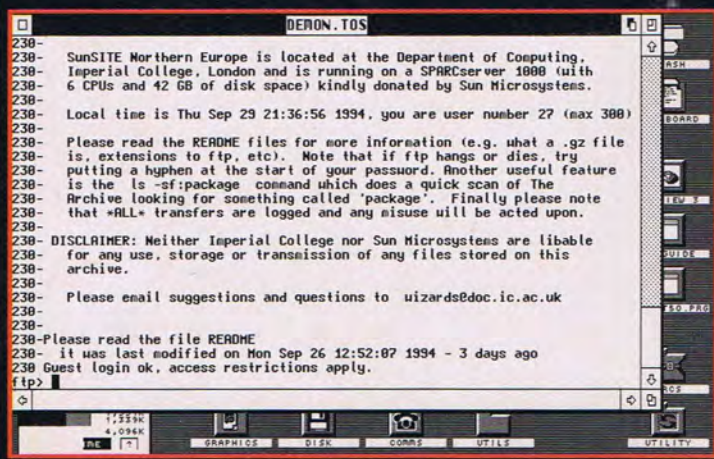 DEMON.TOS
230-
230- SunSITE Northern Europe is located at the Department of Computing,
230- Imperial College, London and is running on a SPARCserver 1000 (with
230- 6 CPUs and 42 GB of disk space) kindly donated by Sun Microsystems.
230-
230- Local time is Thu Sep 29 21:36:56 1994, you are user number 27 (max 300)
230-
230- Please read the README files for more information (e.g. what a .gz file
230- is, extensions to ftp, etc). Note that if ftp hangs or dies, try
230- putting a hyphen at the start of your password. Another useful feature
230- is the ls -sf:package command which does a quick scan of The
230- Archive looking for something called 'package'. Finally please note
230- that *ALL* transfers are logged and any misuse will be acted upon.
230-
230- DISCLAIMER: Neither Imperial College nor Sun Microsystems are libable
230- for any use, storage or transmission of any files stored on this
230- archive.
230-
230- Please email suggestions and questions to wizards@doc.ic.ac.uk
230-
230-
230-Please read the file README
230- it was last modified on Mon Sep 26 12:52:07 1994 - 3 days ago
230 Guest login ok, access restrictions apply.
ftp>
ASH
BOARD
IEW 3
GUIDE
SO.PRG
RCS
4,096K
GRAPHICS
DISK
COMMS
UTILS
UTILITY